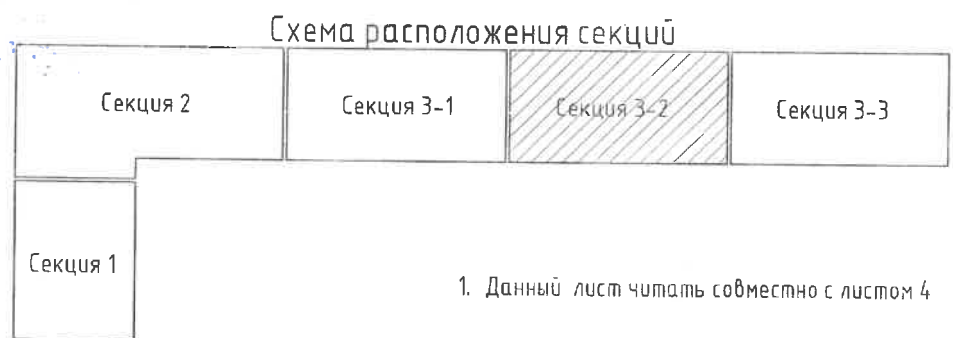 Схема расположения секций
Секция 2
Секция 3-1
Секция 3-2
Секция 3-3
Секция 1
1. Данный лист читать совместно с листом 4